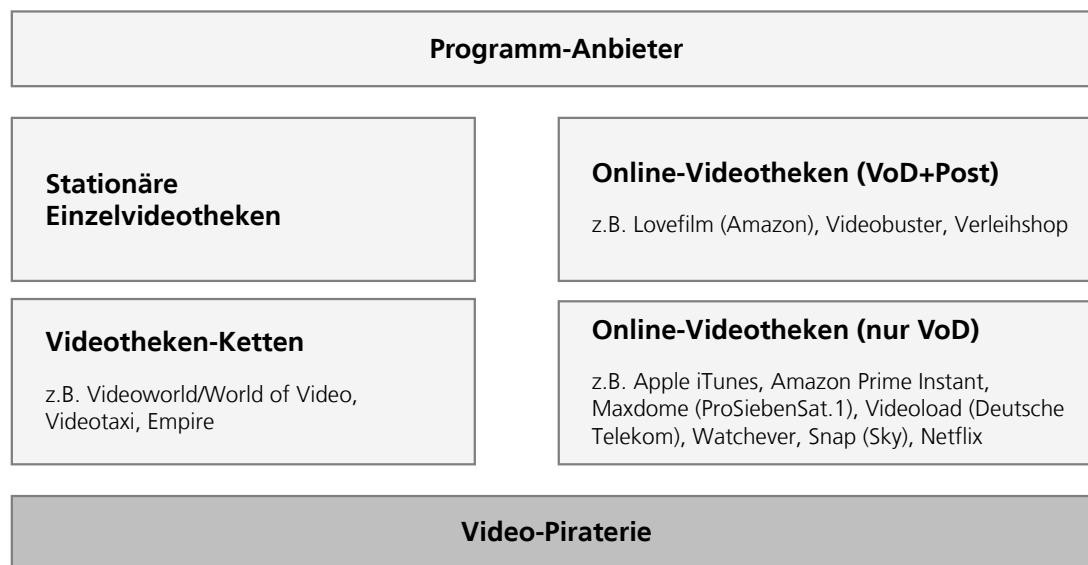 Programm-Anbieter
Stationäre
Einzelvideotheken
Online-Videotheken (VoD+Post)
z.B. Lovefilm (Amazon), Videobuster, Verleihshop
Videotheken-Ketten
z.B. Videoworld/World of Video,
Videotaxi, Empire
Online-Videotheken (nur VoD)
z.B. Apple iTunes, Amazon Prime Instant,
Maxdome (ProSiebenSat.1), Videoload (Deutsche
Telekom), Watchever, Snap (Sky), Netflix
Video-Piraterie